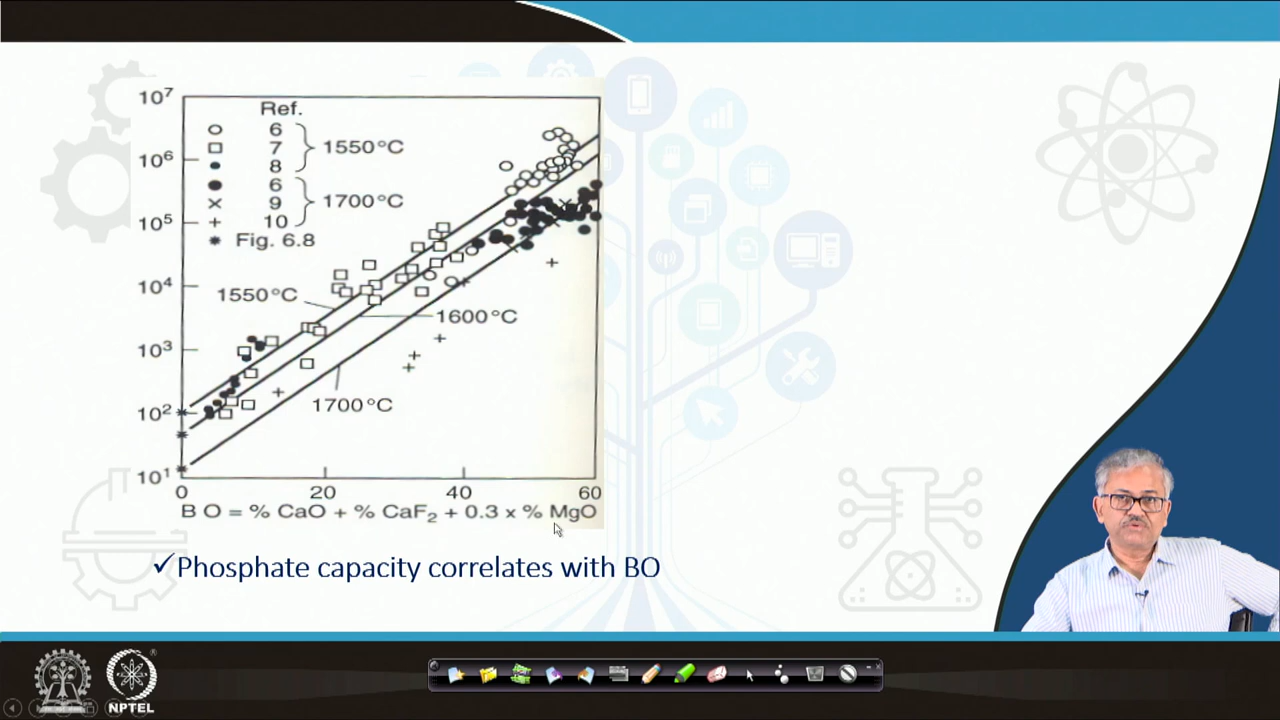 10⁷
Ref.
○ 6
□ 7 1550°C
• 8
10⁶
● 6
× 9 1700°C
+ 10
10⁵
* Fig. 6.8
10⁴
1550°C
1600°C
10³
1700°C
10²
10¹
0 20 40 60
B O = % CaO + % CaF₂ + 0.3 x % MgO
✓Phosphate capacity correlates with BO
NPTEL